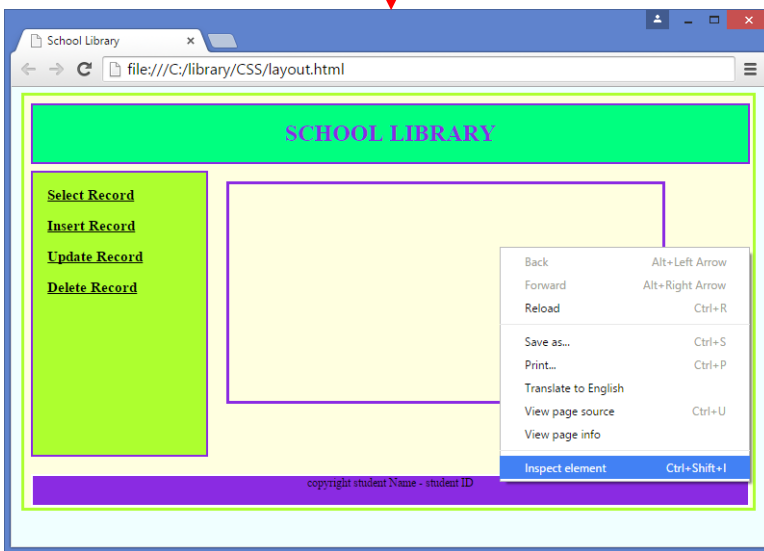 School Library
file:///C:/library/CSS/layout.html
SCHOOL LIBRARY
Select Record
Insert Record
Update Record
Delete Record
Back Alt+Left Arrow
Forward Alt+Right Arrow
Reload Ctrl+R
Save as... Ctrl+S
Print... Ctrl+P
Translate to English
View page source Ctrl+U
View page info
Inspect element Ctrl+Shift+I
copyright student Name - student ID